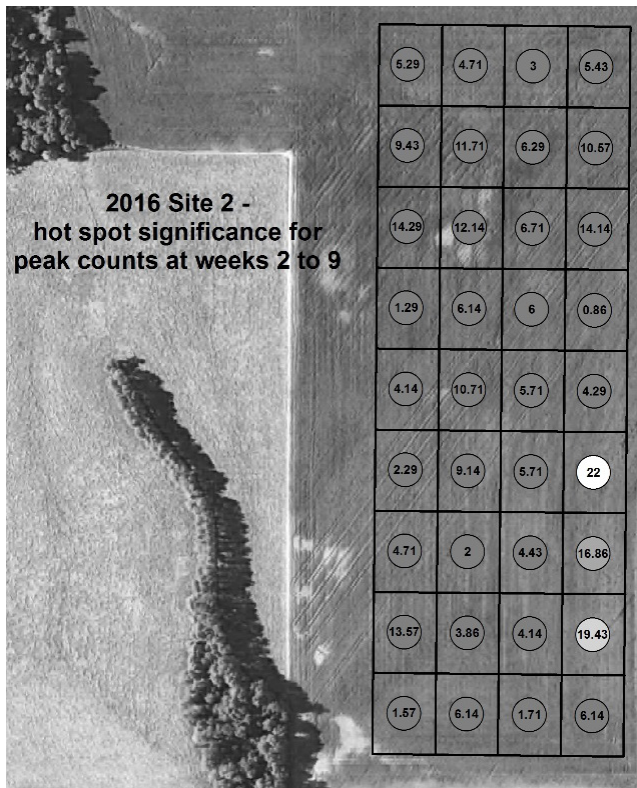 5.29 4.71 3 5.43
9.43 11.71 6.29 10.57
2016 Site 2 -
hot spot significance for
peak counts at weeks 2 to 9
14.29 12.14 6.71 14.14
1.29 6.14 6 0.86
4.14 10.71 5.71 4.29
2.29 9.14 5.71 22
4.71 2 4.43 16.86
13.57 3.86 4.14 19.43
1.57 6.14 1.71 6.14